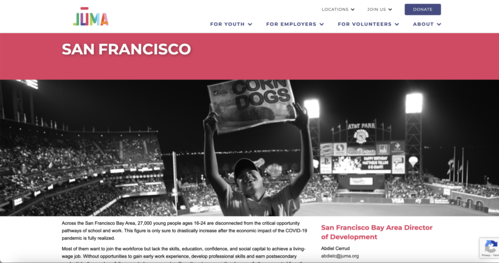 LOCATIONS JOIN US DONATE
JUMA
FOR YOUTH FOR EMPLOYERS FOR VOLUNTEERS ABOUT
SAN FRANCISCO
CORN
DOGS
AT&T PARK
HAPPY BIRTHDAY
Across the San Francisco Bay Area, 27,000 young people ages 16-24 are disconnected from the critical opportunity
pathways of school and work. This figure is only sure to drastically increase after the economic impact of the COVID-19
pandemic is fully realized.
Most of them want to join the workforce but lack the skills, education, confidence, and social capital to achieve a living-
wage job. Without opportunities to gain early work experience, develop professional skills and earn postsecondary
San Francisco Bay Area Director
of Development
Abdiel Cerrud
abdielc@juma.org